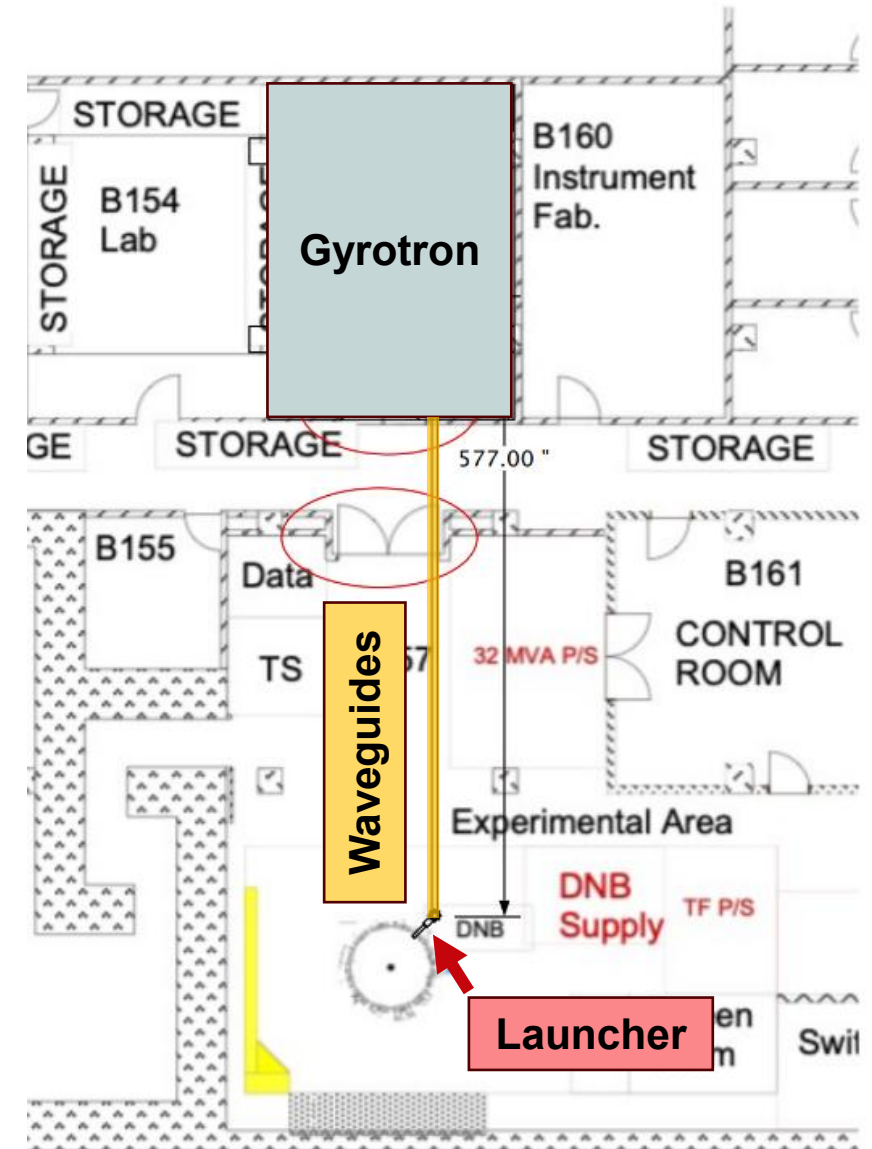 STORAGE
STORAGE
B154
Lab
Gyrotron
B160
Instrument
Fab.
GE
STORAGE
577.00 "
STORAGE
B155
Data
TS
Waveguides
57
32 MVA P/S
B161
CONTROL
ROOM
Experimental Area
DNB
Supply
TF P/S
DNB
Launcher
en
m
Swit